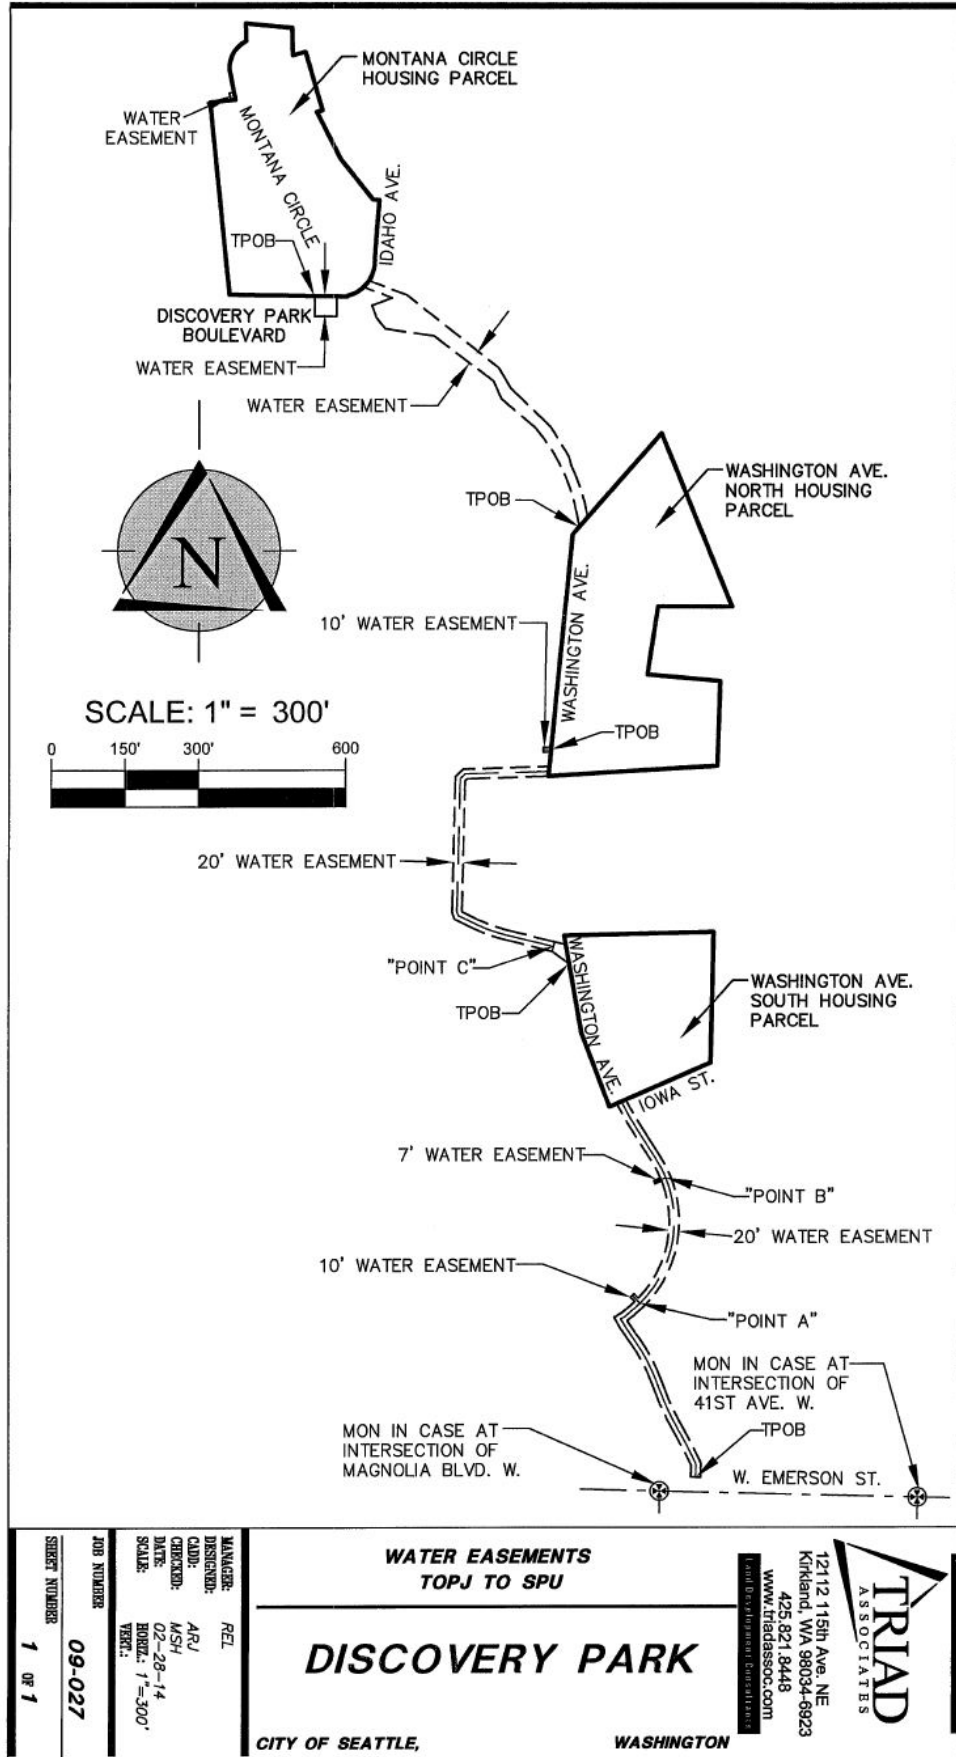 MONTANA CIRCLE
HOUSING PARCEL
WATER
EASEMENT
MONTANA CIRCLE
IDAHO AVE.
TPOB
DISCOVERY PARK
BOULEVARD
WATER EASEMENT
WATER EASEMENT
WASHINGTON AVE.
NORTH HOUSING
PARCEL
TPOB
N
10' WATER EASEMENT
WASHINGTON AVE.
SCALE: 1" = 300'
0 150' 300' 600
TPOB
20' WATER EASEMENT
"POINT C"
WASHINGTON AVE.
TPOB
WASHINGTON AVE.
SOUTH HOUSING
PARCEL
IOWA ST.
7' WATER EASEMENT
"POINT B"
20' WATER EASEMENT
10' WATER EASEMENT
"POINT A"
MON IN CASE AT
INTERSECTION OF
41ST AVE. W.
TPOB
MON IN CASE AT
INTERSECTION OF
MAGNOLIA BLVD. W.
W. EMERSON ST.
MANAGER: REL
DESIGNED:
CADD: ARJ
CHECKED: MSH
DATE: 02-28-14
SCALE: HORIZ.: 1"=300'
VERT.:
JOB NUMBER
09-027
SHEET NUMBER
1 OF 1
WATER EASEMENTS
TOPJ TO SPU
DISCOVERY PARK
CITY OF SEATTLE, WASHINGTON
TRIAD
ASSOCIATES
12112 115th Ave. NE
Kirkland, WA 98034-6923
425.821.8448
www.triadassoc.com
Land Development Consultants